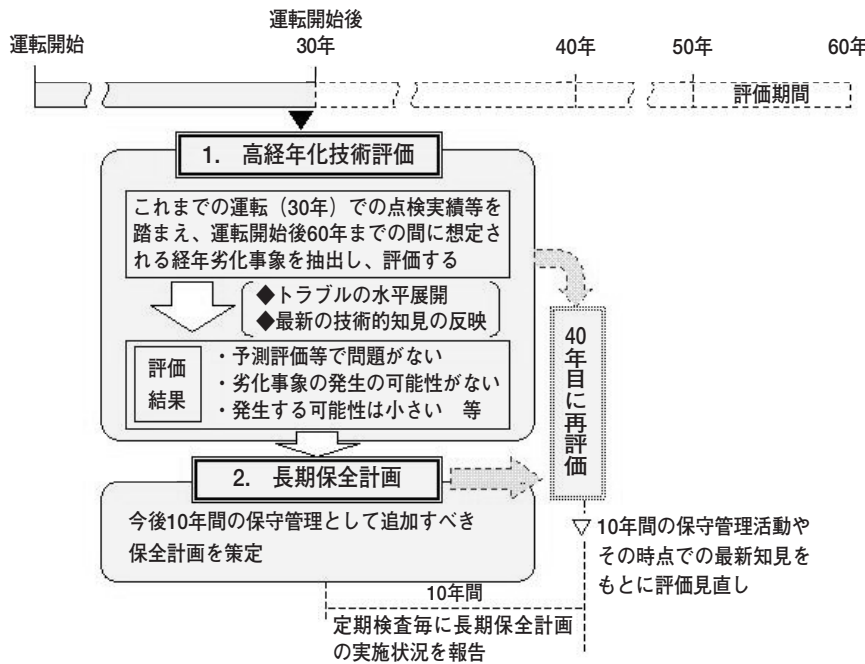 運転開始
運転開始後
30年
40年
50年
60年
評価期間
1. 高経年化技術評価
これまでの運転（30年）での点検実績等を
踏まえ、運転開始後60年までの間に想定さ
れる経年劣化事象を抽出し、評価する
◆トラブルの水平展開
◆最新の技術的知見の反映
評価
結果
・予測評価等で問題がない
・劣化事象の発生の可能性がない
・発生する可能性は小さい 等
40年目に再評価
2. 長期保全計画
今後10年間の保守管理として追加すべき
保全計画を策定
▽10年間の保守管理活動や
その時点での最新知見を
もとに評価見直し
10年間
定期検査毎に長期保全計画
の実施状況を報告